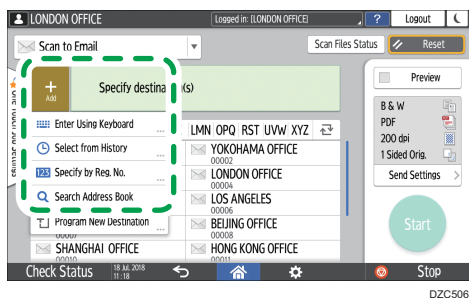 LONDON OFFICE
Logged in: [LONDON OFFICE]
?
Logout
Scan to Email
Scan Files Status
Reset
Add
Specify destina
(s)
Preview
B & W
PDF
200 dpi
1 Sided Orig.
Send Settings
Start
Enter Using Keyboard
...
Select from History
...
123 Specify by Reg. No.
...
Search Address Book
Program New Destination
...
LMN OPQ RST UVW XYZ
YOKOHAMA OFFICE
00002
LONDON OFFICE
00004
LOS ANGELES
00006
BEIJING OFFICE
00008
00007
SHANGHAI OFFICE
00010
HONG KONG OFFICE
00011
Check Status
18 Jul. 2018
11:18
Stop
DZC506